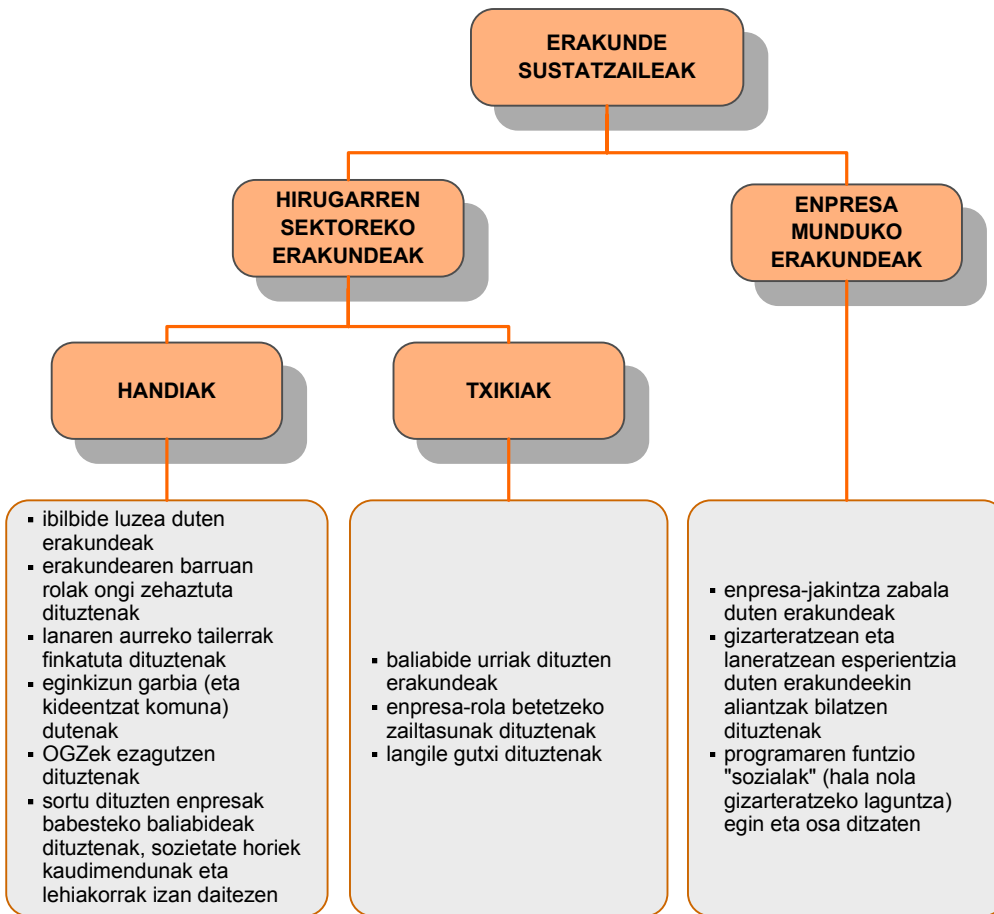 ERAKUNDE
SUSTATZAILEAK
HIRUGARREN
SEKTOREKO
ERAKUNDEAK
ENPRESA
MUNDUKO
ERAKUNDEAK
HANDIAK
TXIKIAK
▪ ibilbide luzea duten
erakundeak
▪ erakundearen barruan
rolak ongi zehaztuta
dituztenak
▪ lanaren aurreko tailerrak
finkatuta dituztenak
▪ eginkizun garbia (eta
kideentzat komuna)
dutenak
▪ OGZek ezagutzen
dituztenak
▪ sortu dituzten enpresak
babesteko baliabideak
dituztenak, sozietate horiek
kaudimendunak eta
lehiakorrak izan daitezen
▪ baliabide urriak dituzten
erakundeak
▪ enpresa-rola betetzeko
zailtasunak dituztenak
▪ langile gutxi dituztenak
▪ enpresa-jakintza zabala
duten erakundeak
▪ gizarteratzean eta
laneratzean esperientzia
duten erakundeekin
aliantzak bilatzen
dituztenak
▪ programaren funtzio
"sozialak" (hala nola
gizarteratzeko laguntza)
egin eta osa ditzaten